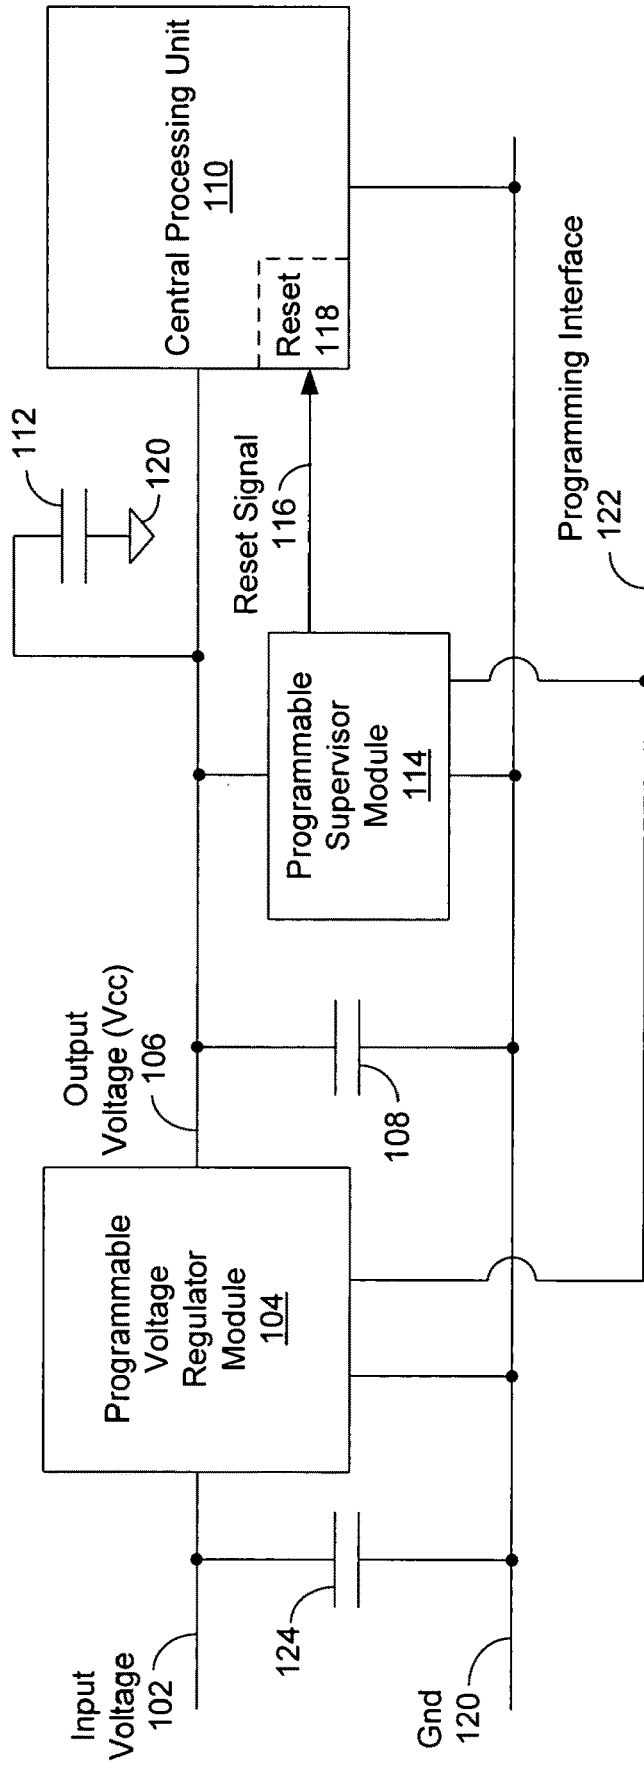 Input
Voltage
102
124
Gnd
120
Programmable
Voltage
Regulator
Module
104
Output
Voltage (Vcc)
106
108
Programmable
Supervisor
Module
114
Reset Signal
116
112
120
Central Processing Unit
110
Reset
118
Programming Interface
122